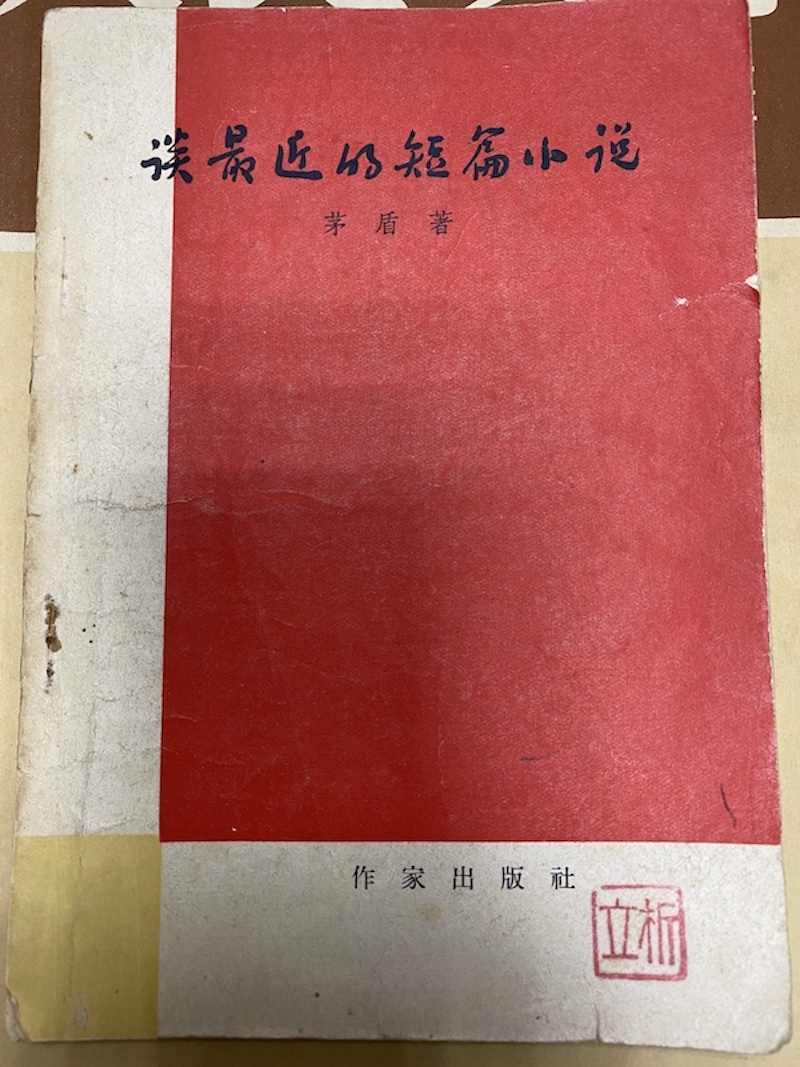 谈最近的短篇小说
茅盾著
作家出版社
立析